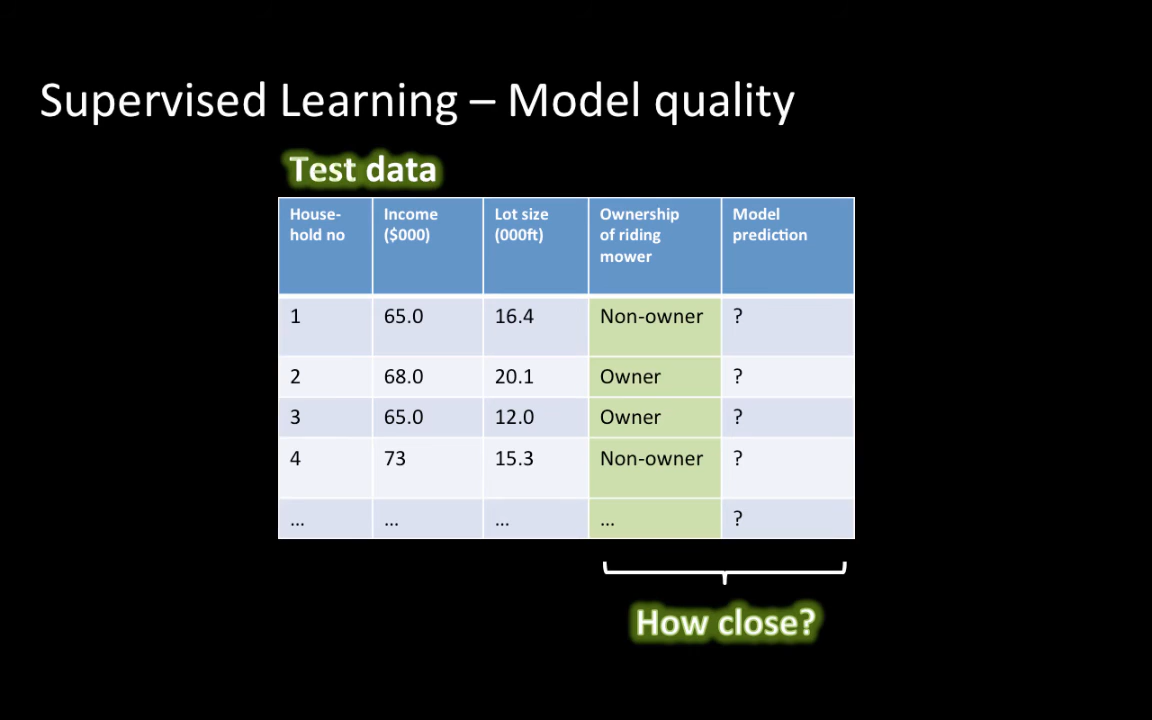 Supervised Learning – Model quality
Test data
House- Income Lot size Ownership Model
hold no ($000) (000ft) of riding prediction
mower
1 65.0 16.4 Non-owner ?
2 68.0 20.1 Owner ?
3 65.0 12.0 Owner ?
4 73 15.3 Non-owner ?
... ... ... ... ?
How close?